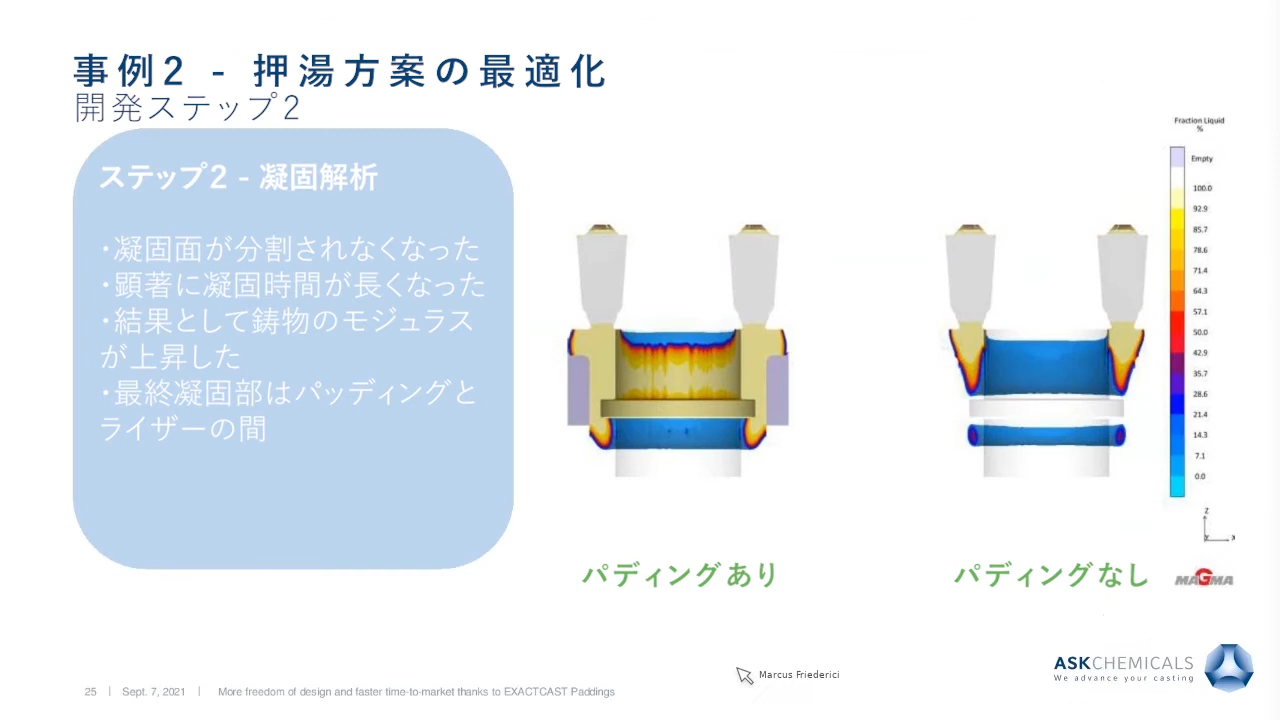 事例2 - 押湯方案の最適化
開発ステップ2
ステップ2 - 凝固解析
・凝固面が分割されなくなった
・顕著に凝固時間が長くなった
・結果として鋳物のモジュラス
が上昇した
・最終凝固部はパッディングと
ライザーの間
パディングあり
パディングなし
Fraction Liquid
%
Empty
100.0
92.9
85.7
78.6
71.4
64.3
57.1
50.0
42.9
35.7
28.6
21.4
14.3
7.1
0.0
Z
Y
X
MAGMA
Marcus Friederici
ASKCHEMICALS
We advance your casting
25 | Sept. 7, 2021 | More freedom of design and faster time-to-market thanks to EXACTCAST Paddings